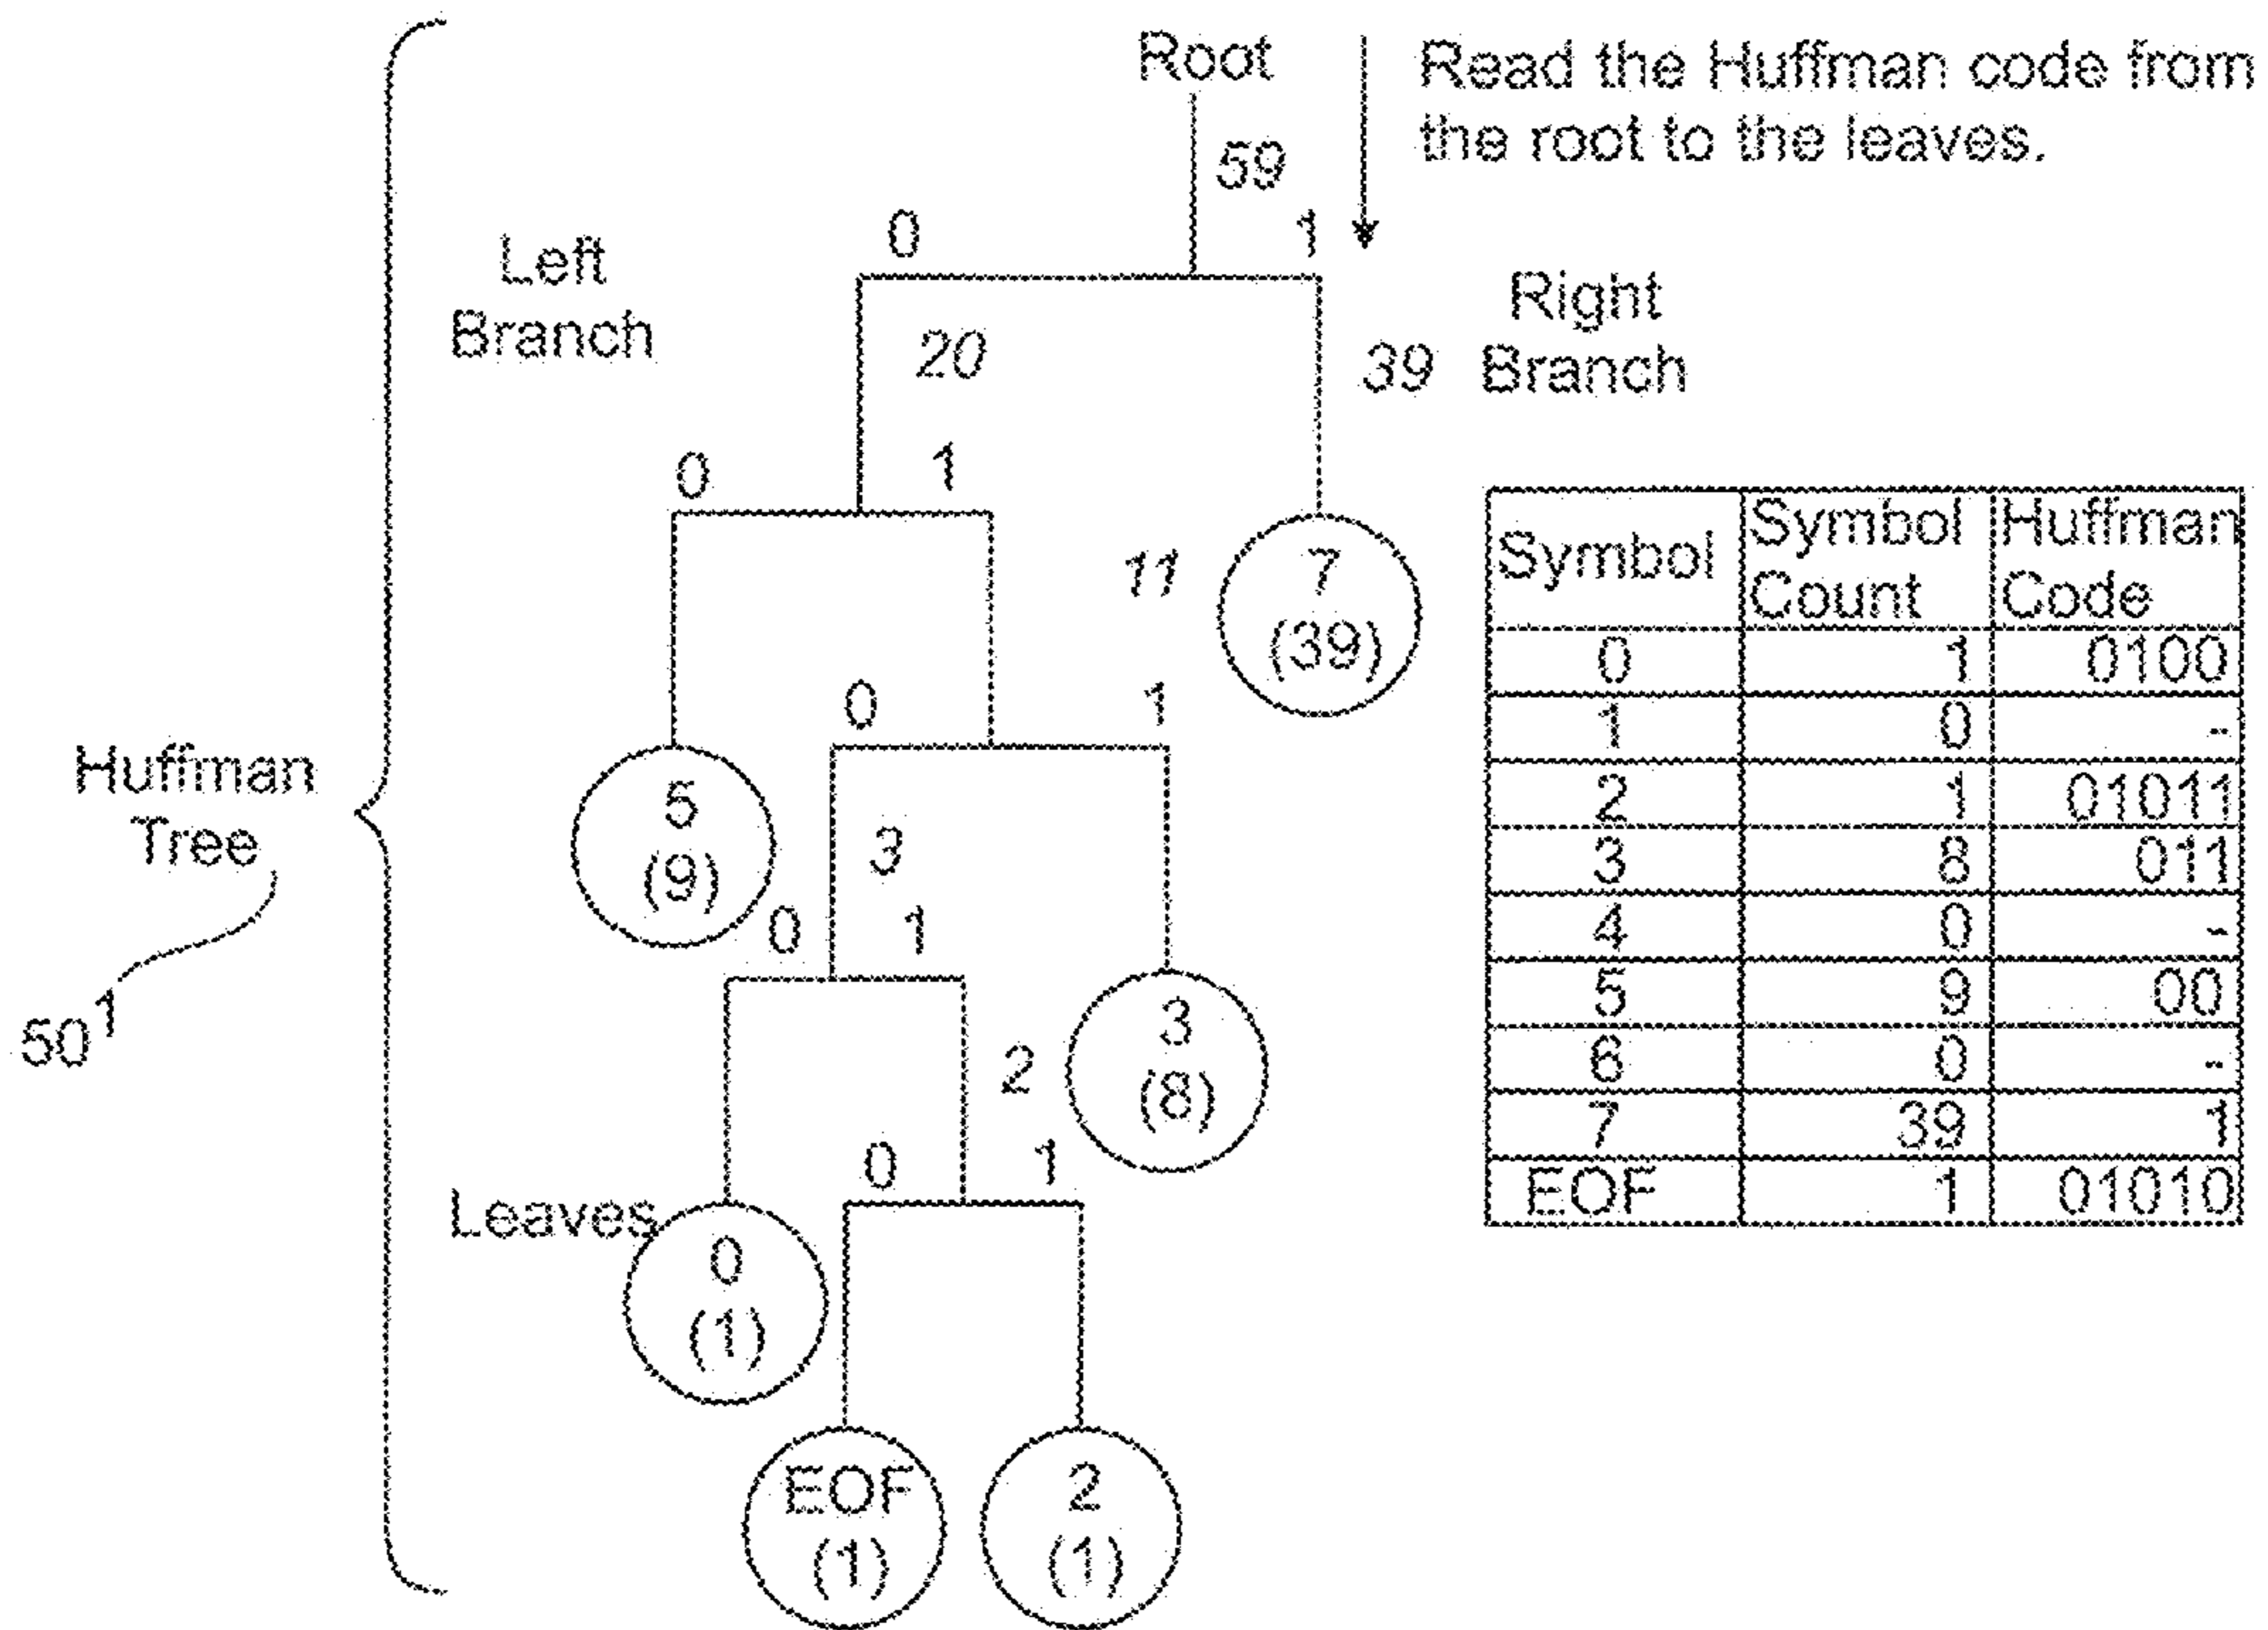 Root
Read the Huffman code from
the root to the leaves.
59
0
1
Left
Branch
Right
Branch
20
39
0
1
11
7
(39)
0
1
Huffman
Tree
5
(9)
3
0
1
50¹
3
(8)
2
0
1
Leaves
0
(1)
EOF
(1)
2
(1)
Symbol Symbol Count Huffman Code
0 1 0100
1 0 -
2 1 01011
3 8 011
4 0 -
5 9 00
6 0 -
7 39 1
EOF 1 01010